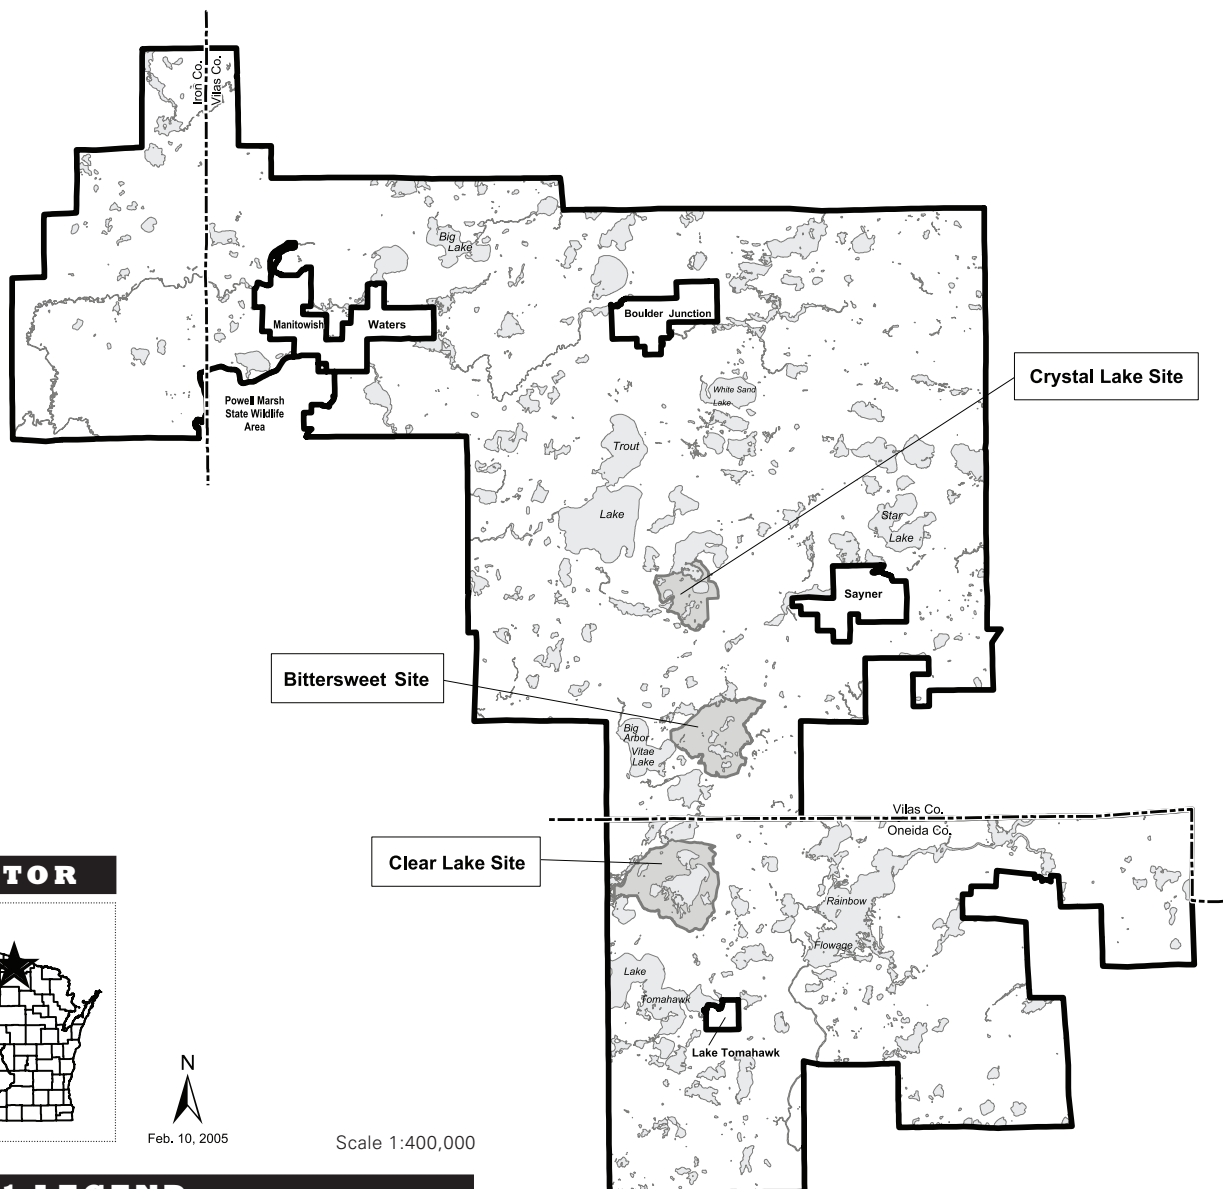 Iron Co.
Vilas Co.
Big
Lake
Manitowish Waters
Boulder Junction
Powell Marsh
State Wildlife
Area
White Sand
Lake
Crystal Lake Site
Trout
Lake
Star
Lake
Sayner
Bittersweet Site
Big
Arbor
Vitae
Lake
Vilas Co.
Oneida Co.
Clear Lake Site
Rainbow
Flowage
Lake
Tomahawk
Lake Tomahawk
TOR
N
Feb. 10, 2005
Scale 1:400,000